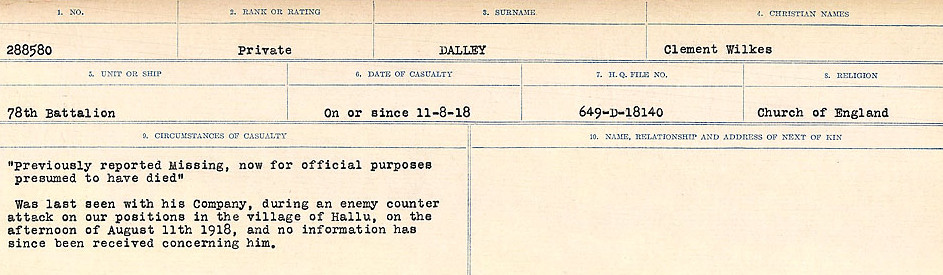 1. NO. 2. RANK OR RATING 3. SURNAME 4. CHRISTIAN NAMES
288580 Private DALLEY Clement Wilkes
5. UNIT OR SHIP 6. DATE OF CASUALTY 7. H.Q. FILE NO. 8. RELIGION
78th Battalion On or since 11-8-18 649-D-18140 Church of England
9. CIRCUMSTANCES OF CASUALTY 10. NAME, RELATIONSHIP AND ADDRESS OF NEXT OF KIN
"Previously reported Missing, now for official purposes
presumed to have died"
Was last seen with his Company, during an enemy counter
attack on our positions in the village of Hallu, on the
afternoon of August 11th 1918, and no information has
since been received concerning him.